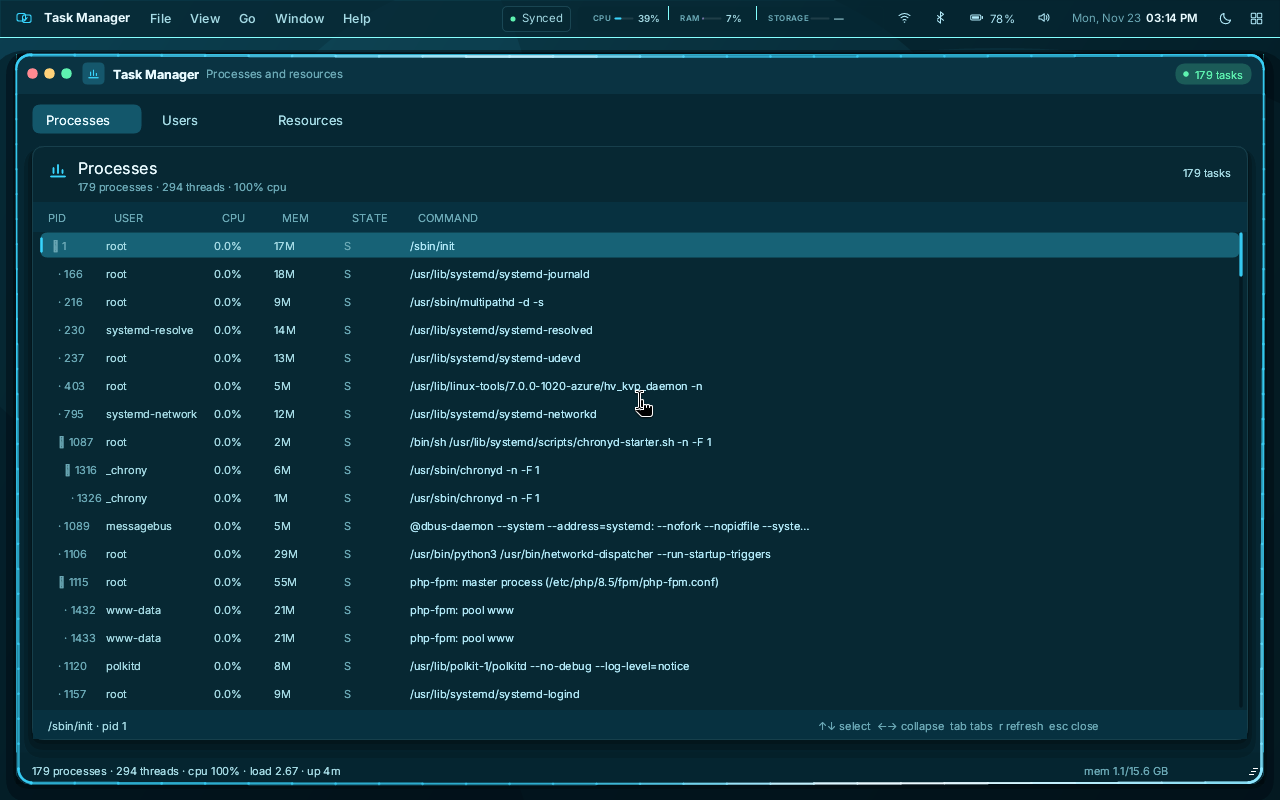 Task Manager File View Go Window Help Synced CPU 39% RAM 7% STORAGE — 78% Mon, Nov 23 03:14 PM
Task Manager Processes and resources 179 tasks
Processes Users Resources
Processes
179 processes · 294 threads · 100% cpu
179 tasks
PID USER CPU MEM STATE COMMAND
1 root 0.0% 17M S /sbin/init
· 166 root 0.0% 18M S /usr/lib/systemd/systemd-journald
· 216 root 0.0% 9M S /usr/sbin/multipathd -d -s
· 230 systemd-resolve 0.0% 14M S /usr/lib/systemd/systemd-resolved
· 237 root 0.0% 13M S /usr/lib/systemd/systemd-udevd
· 403 root 0.0% 5M S /usr/lib/linux-tools/7.0.0-1020-azure/hv_kvp_daemon -n
· 795 systemd-network 0.0% 12M S /usr/lib/systemd/systemd-networkd
1087 root 0.0% 2M S /bin/sh /usr/lib/systemd/scripts/chronyd-starter.sh -n -F 1
1316 _chrony 0.0% 6M S /usr/sbin/chronyd -n -F 1
· 1326 _chrony 0.0% 1M S /usr/sbin/chronyd -n -F 1
· 1089 messagebus 0.0% 5M S @dbus-daemon --system --address=systemd: --nofork --nopidfile --syste...
· 1106 root 0.0% 29M S /usr/bin/python3 /usr/bin/networkd-dispatcher --run-startup-triggers
1115 root 0.0% 55M S php-fpm: master process (/etc/php/8.5/fpm/php-fpm.conf)
· 1432 www-data 0.0% 21M S php-fpm: pool www
· 1433 www-data 0.0% 21M S php-fpm: pool www
· 1120 polkitd 0.0% 8M S /usr/lib/polkit-1/polkitd --no-debug --log-level=notice
· 1157 root 0.0% 9M S /usr/lib/systemd/systemd-logind
/sbin/init · pid 1 ↑↓ select ←→ collapse tab tabs r refresh esc close
179 processes · 294 threads · cpu 100% · load 2.67 · up 4m mem 1.1/15.6 GB